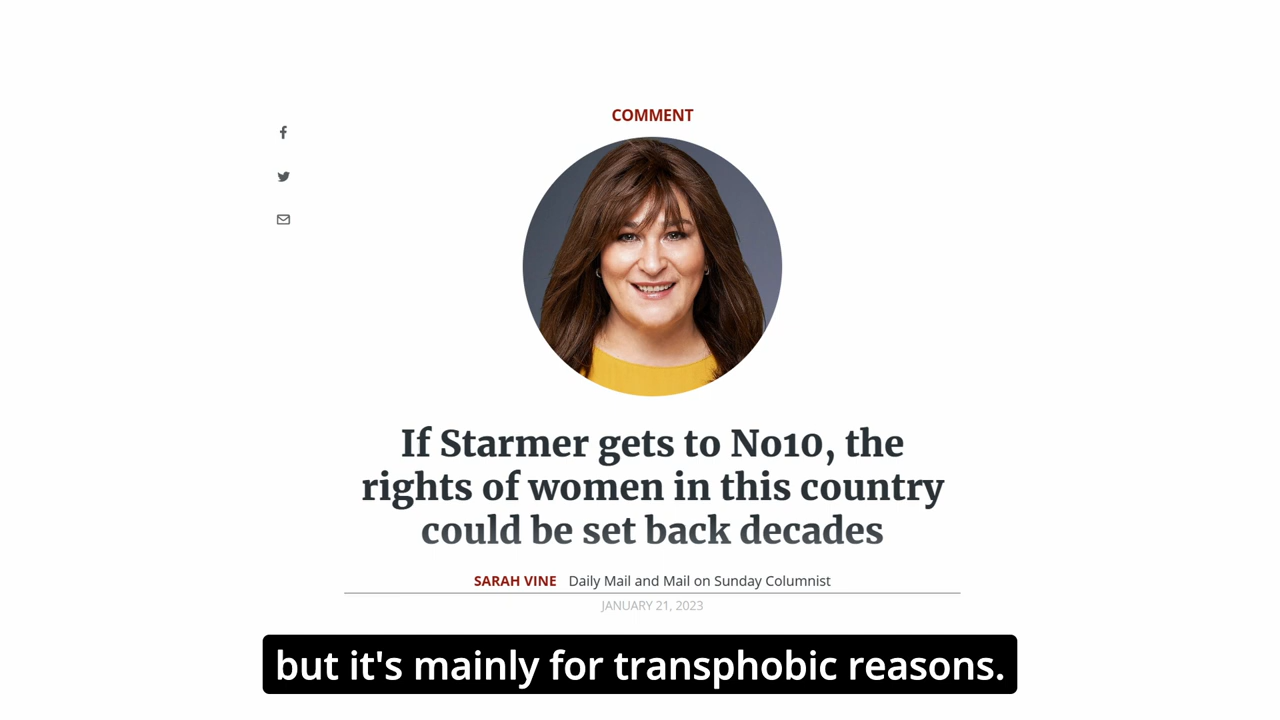 COMMENT
If Starmer gets to No10, the
rights of women in this country
could be set back decades
SARAH VINE Daily Mail and Mail on Sunday Columnist
JANUARY 21, 2023
but it's mainly for transphobic reasons.